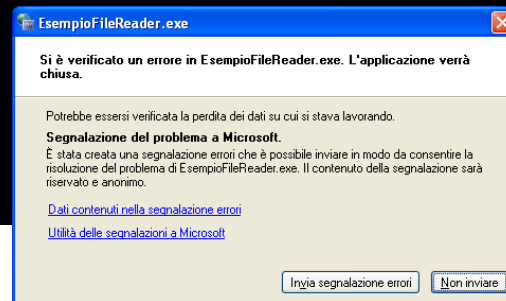 EsempioFileReader.exe
Si è verificato un errore in EsempioFileReader.exe. L'applicazione verrà
chiusa.
Potrebbe essersi verificata la perdita dei dati su cui si stava lavorando.
Segnalazione del problema a Microsoft.
È stata creata una segnalazione errori che è possibile inviare in modo da consentire la
risoluzione del problema di EsempioFileReader.exe. Il contenuto della segnalazione sarà
riservato e anonimo.
Dati contenuti nella segnalazione errori
Utilità delle segnalazioni a Microsoft
Invia segnalazione errori
Non inviare